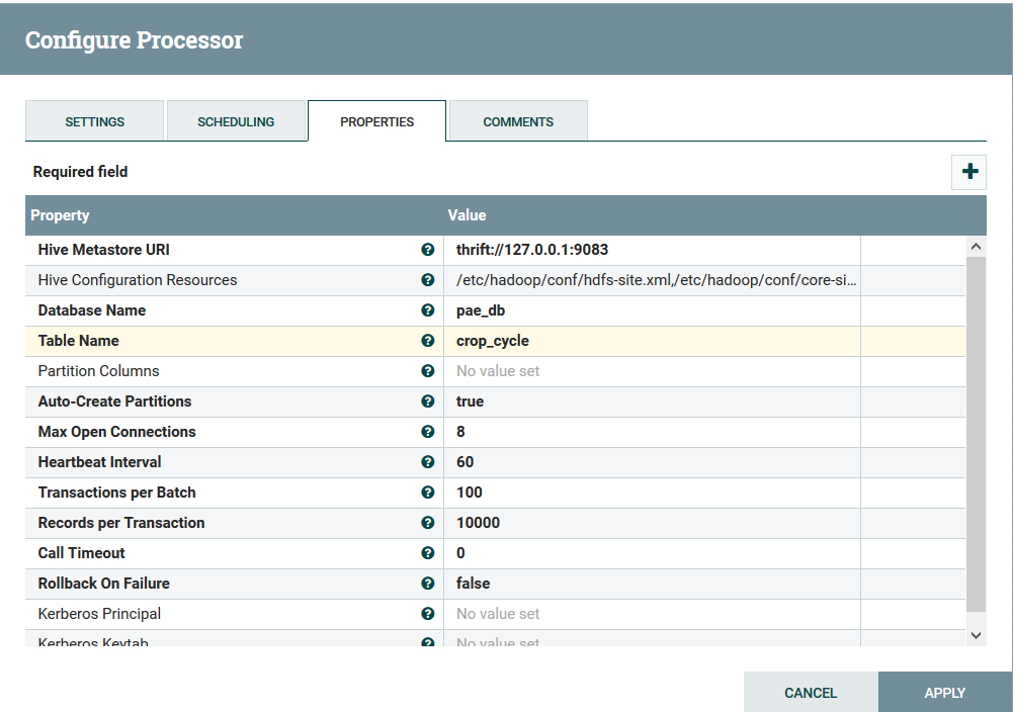 Configure Processor
SETTINGS SCHEDULING PROPERTIES COMMENTS
Required field
Property Value
Hive Metastore URI thrift://127.0.0.1:9083
Hive Configuration Resources /etc/hadoop/conf/hdfs-site.xml,/etc/hadoop/conf/core-si...
Database Name pae_db
Table Name crop_cycle
Partition Columns No value set
Auto-Create Partitions true
Max Open Connections 8
Heartbeat Interval 60
Transactions per Batch 100
Records per Transaction 10000
Call Timeout 0
Rollback On Failure false
Kerberos Principal No value set
Kerberos Keytab No value set
CANCEL APPLY